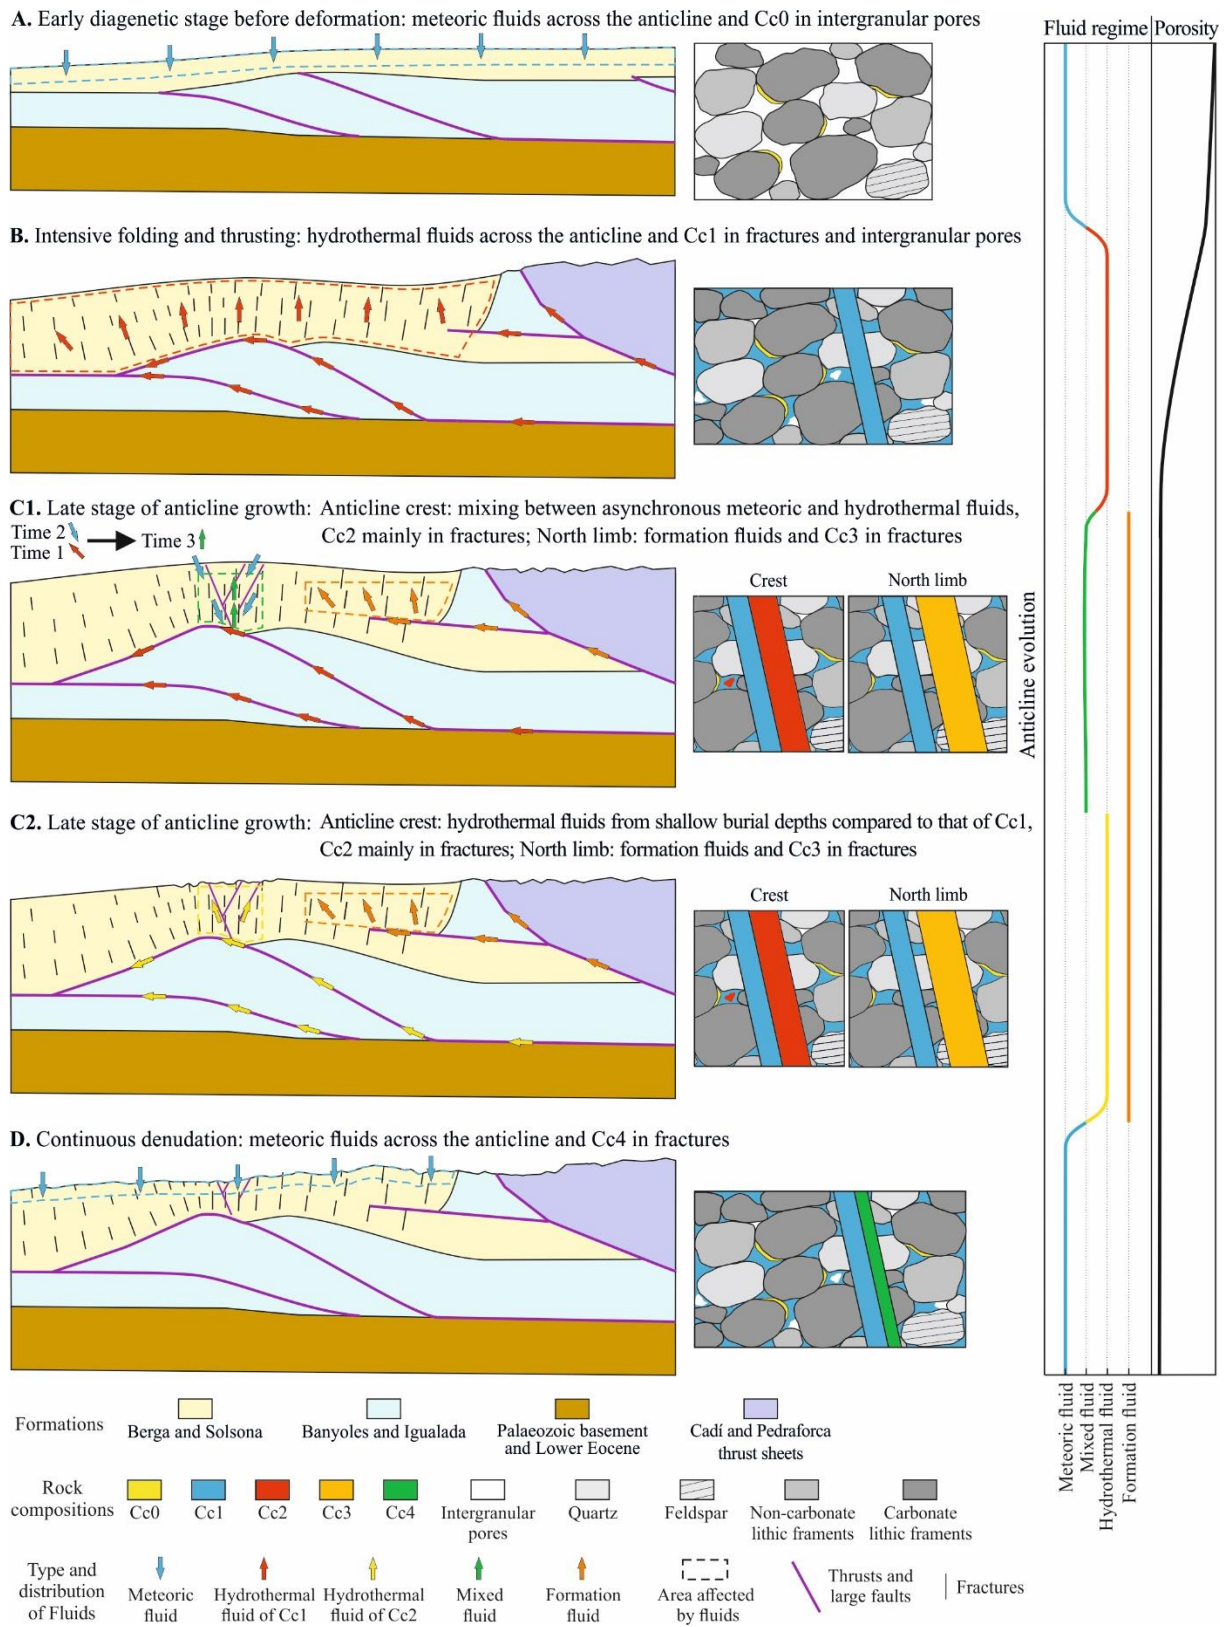 A. Early diagenetic stage before deformation: meteoric fluids across the anticline and Cc0 in intergranular pores
Fluid regime
Porosity
B. Intensive folding and thrusting: hydrothermal fluids across the anticline and Cc1 in fractures and intergranular pores
C1. Late stage of anticline growth: Anticline crest: mixing between asynchronous meteoric and hydrothermal fluids,
Cc2 mainly in fractures; North limb: formation fluids and Cc3 in fractures
Time 2
Time 1
Time 3
Crest
North limb
Anticline evolution
C2. Late stage of anticline growth: Anticline crest: hydrothermal fluids from shallow burial depths compared to that of Cc1,
Cc2 mainly in fractures; North limb: formation fluids and Cc3 in fractures
Crest
North limb
D. Continuous denudation: meteoric fluids across the anticline and Cc4 in fractures
Meteoric fluid
Mixed fluid
Hydrothermal fluid
Formation fluid
Formations
Berga and Solsona
Banyoles and Igualada
Palaeozoic basement
and Lower Eocene
Cadí and Pedraforca
thrust sheets
Rock
compositions
Cc0
Cc1
Cc2
Cc3
Cc4
Intergranular
pores
Quartz
Feldspar
Non-carbonate
lithic framents
Carbonate
lithic framents
Type and
distribution
of Fluids
Meteoric
fluid
Hydrothermal
fluid of Cc1
Hydrothermal
fluid of Cc2
Mixed
fluid
Formation
fluid
Area affected
by fluids
Thrusts and
large faults
Fractures